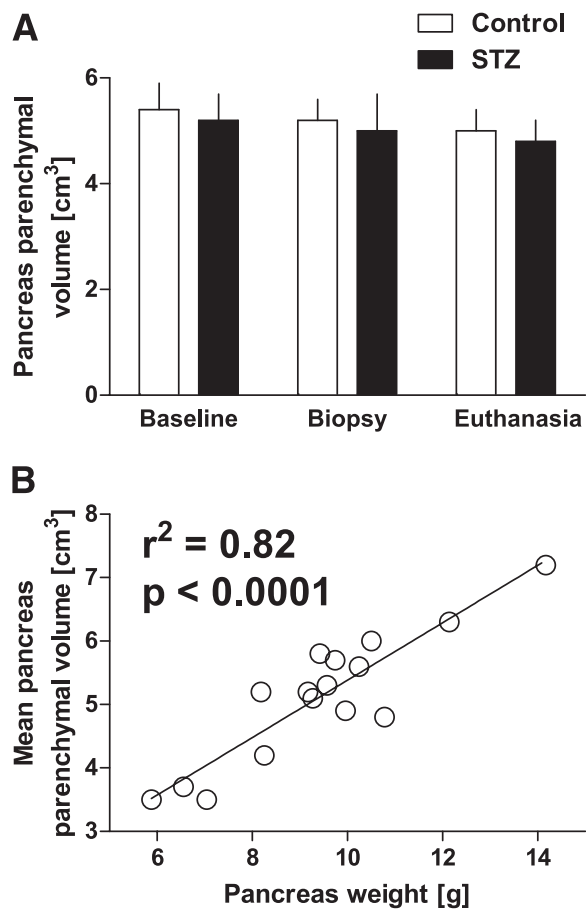 A
Control
STZ
Pancreas parenchymal
volume [cm³]
6
4
2
0
Baseline Biopsy Euthanasia
B
r² = 0.82
p < 0.0001
Mean pancreas
parenchymal volume [cm³]
8
7
6
5
4
3
6 8 10 12 14
Pancreas weight [g]